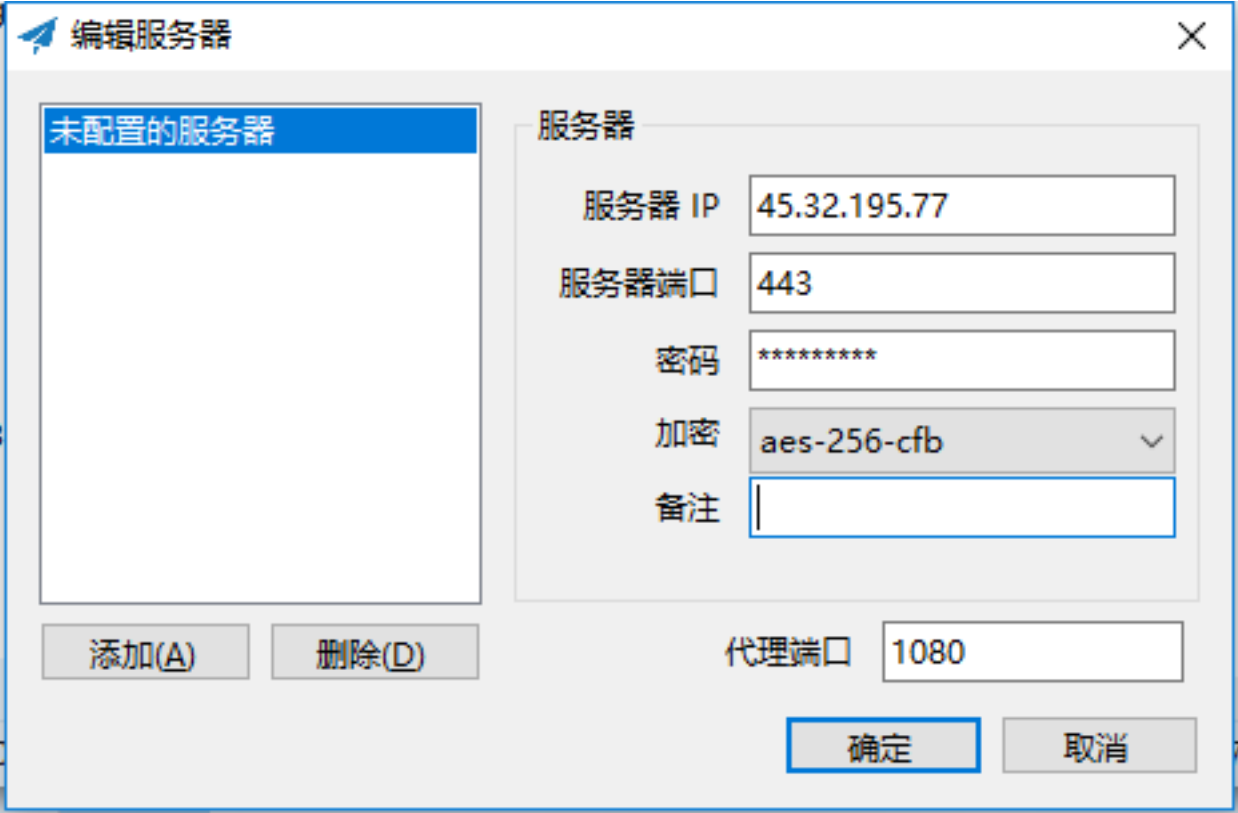 编辑服务器
未配置的服务器
服务器
服务器 IP 45.32.195.77
服务器端口 443
密码 *********
加密 aes-256-cfb
备注
添加(A) 删除(D)
代理端口 1080
确定 取消